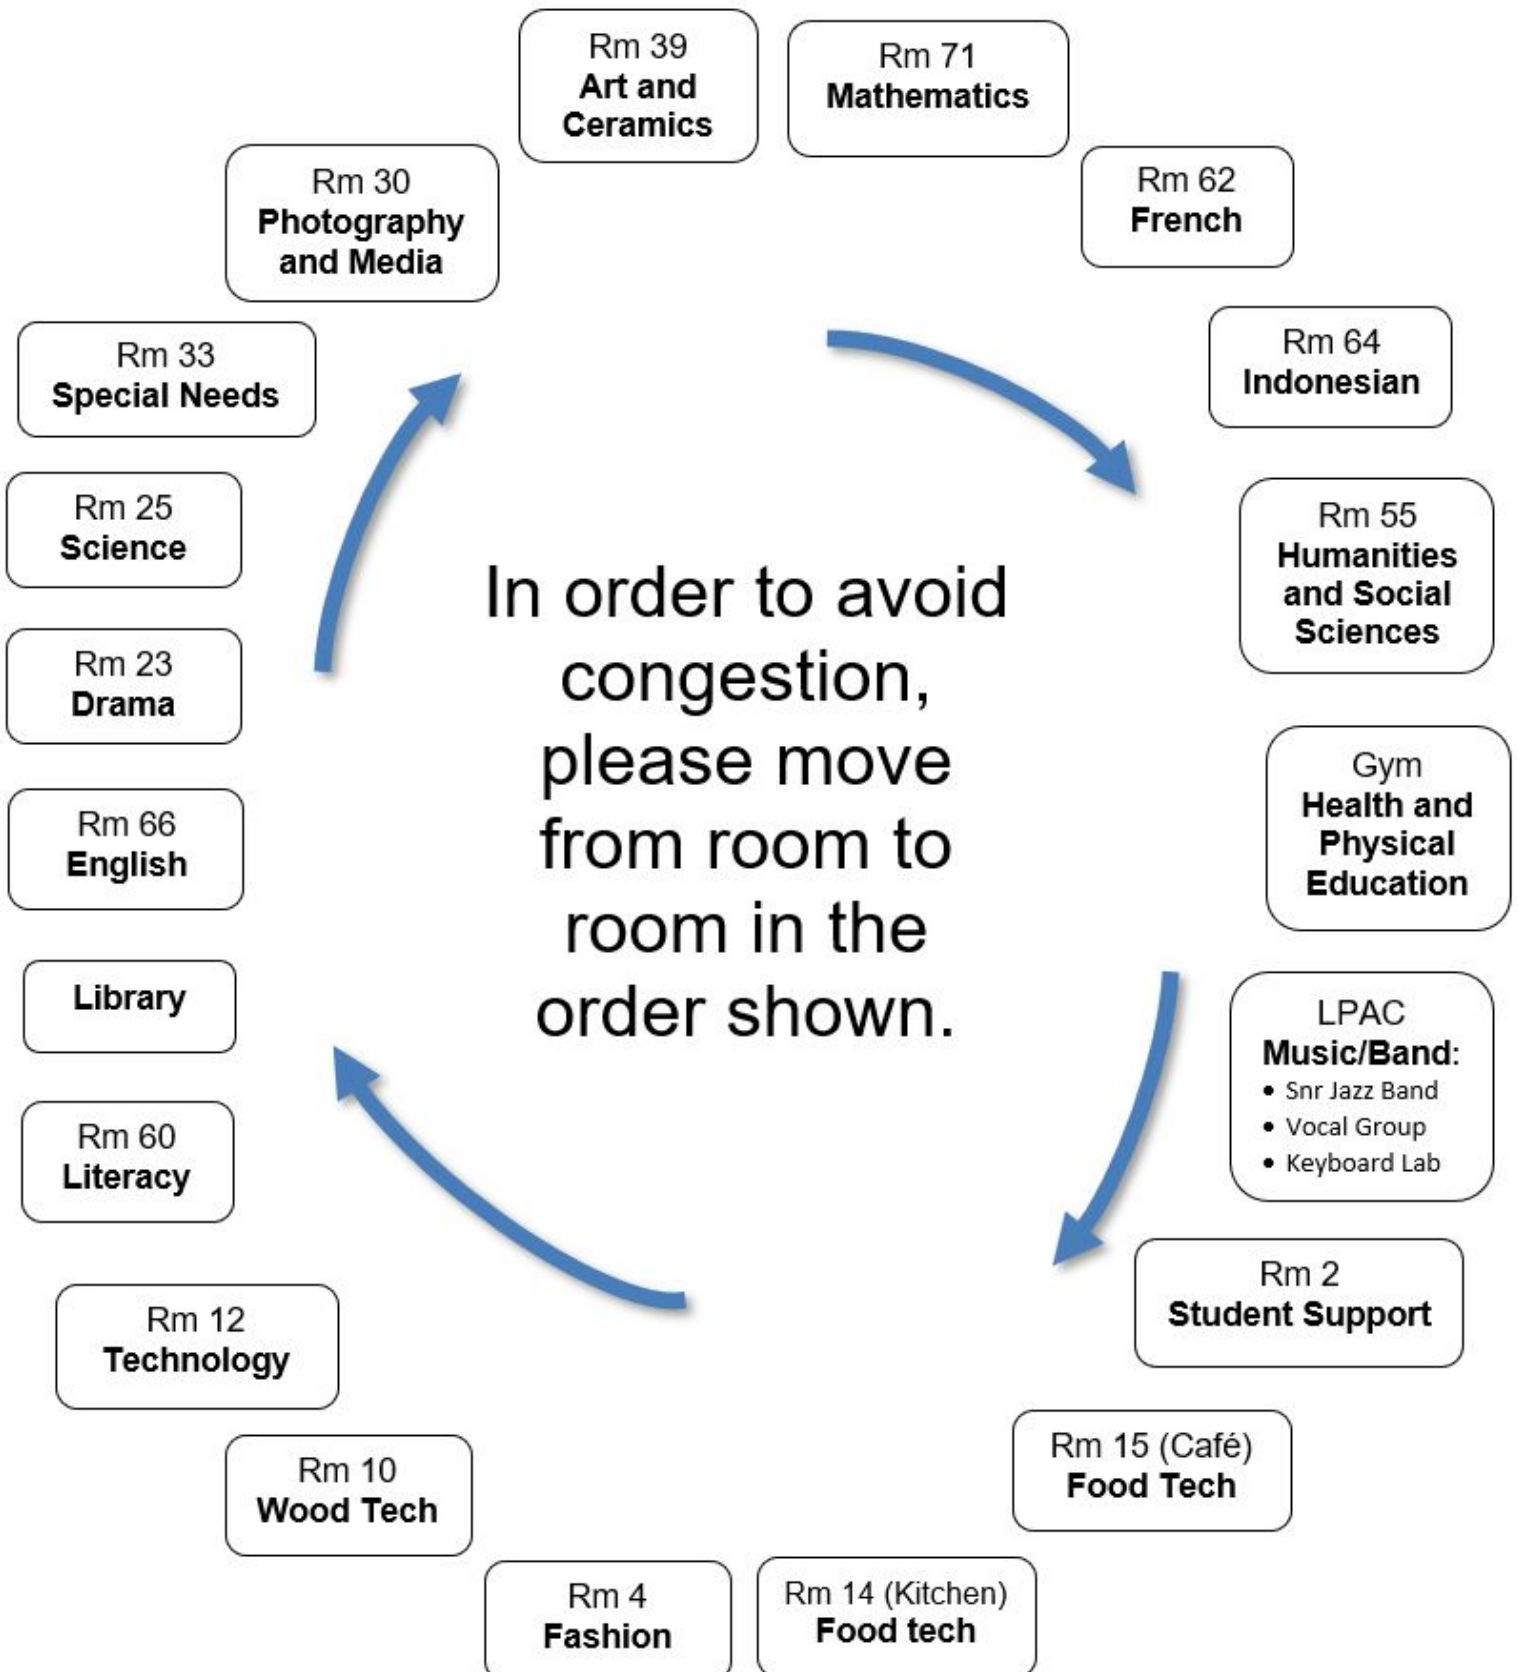 Rm 39
Art and
Ceramics
Rm 71
Mathematics
Rm 62
French
Rm 64
Indonesian
Rm 55
Humanities
and Social
Sciences
Gym
Health and
Physical
Education
LPAC
Music/Band:
• Snr Jazz Band
• Vocal Group
• Keyboard Lab
Rm 2
Student Support
Rm 15 (Café)
Food Tech
Rm 14 (Kitchen)
Food tech
Rm 4
Fashion
Rm 10
Wood Tech
Rm 12
Technology
Rm 60
Literacy
Library
Rm 66
English
Rm 23
Drama
Rm 25
Science
Rm 33
Special Needs
Rm 30
Photography
and Media
In order to avoid
congestion,
please move
from room to
room in the
order shown.